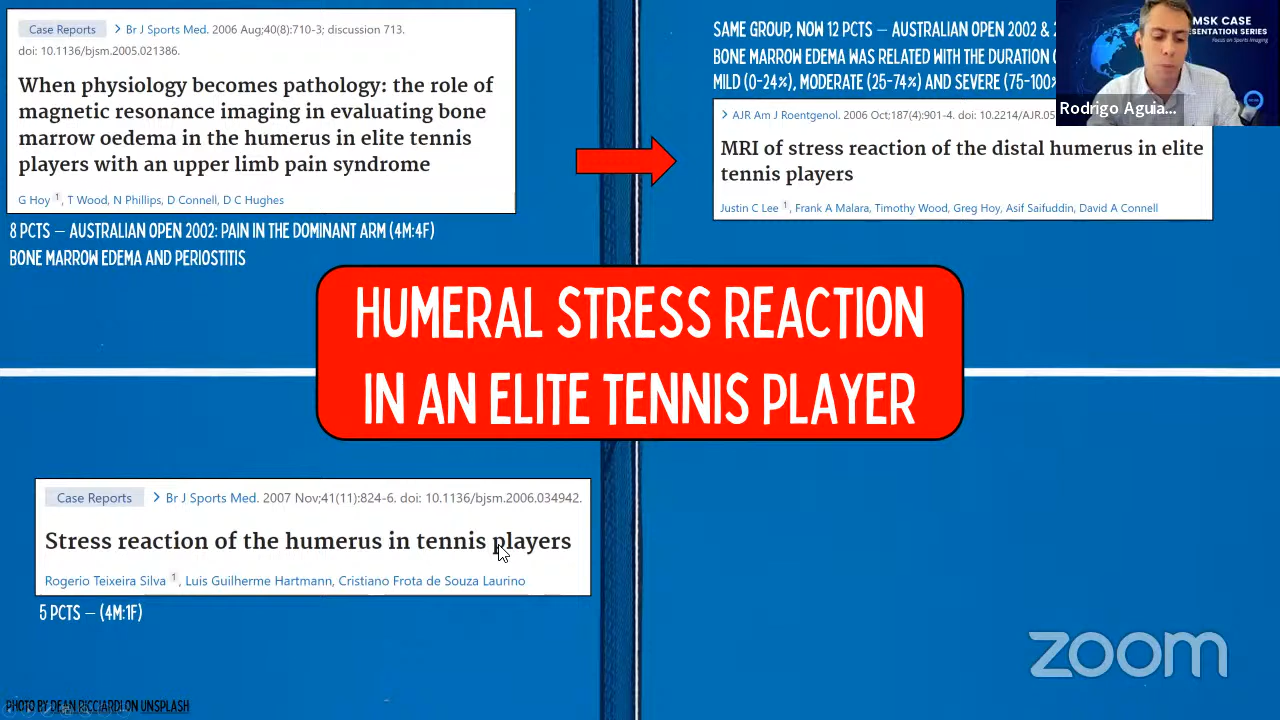 Case Reports > Br J Sports Med. 2006 Aug;40(8):710-3; discussion 713.
doi: 10.1136/bjsm.2005.021386.
When physiology becomes pathology: the role of
magnetic resonance imaging in evaluating bone
marrow oedema in the humerus in elite tennis
players with an upper limb pain syndrome
G Hoy 1, T Wood, N Phillips, D Connell, D C Hughes
8 PCTS – AUSTRALIAN OPEN 2002: PAIN IN THE DOMINANT ARM (4M:4F)
BONE MARROW EDEMA AND PERIOSTITIS
SAME GROUP, NOW 12 PCTS – AUSTRALIAN OPEN 2002 &
BONE MARROW EDEMA WAS RELATED WITH THE DURATION
MILD (0-24%), MODERATE (25-74%) AND SEVERE (75-100%
> AJR Am J Roentgenol. 2006 Oct;187(4):901-4. doi: 10.2214/AJR.05
MRI of stress reaction of the distal humerus in elite
tennis players
Justin C Lee 1, Frank A Malara, Timothy Wood, Greg Hoy, Asif Saifuddin, David A Connell
MSK CASE
ESENTATION SERIES
Focus on Sports Imaging
Rodrigo Aguia...
HUMERAL STRESS REACTION
IN AN ELITE TENNIS PLAYER
Case Reports > Br J Sports Med. 2007 Nov;41(11):824-6. doi: 10.1136/bjsm.2006.034942.
Stress reaction of the humerus in tennis players
Rogerio Teixeira Silva 1, Luis Guilherme Hartmann, Cristiano Frota de Souza Laurino
5 PCTS – (4M:1F)
zoom
PHOTO BY DEAN RICCIARDI ON UNSPLASH